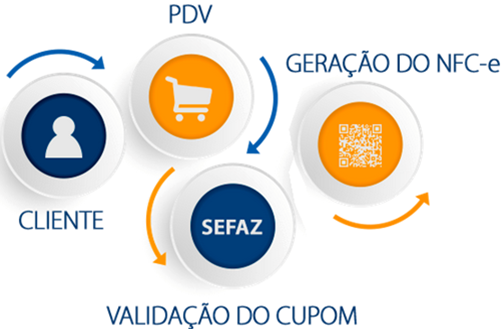 PDV
GERAÇÃO DO NFC-e
CLIENTE
SEFAZ
VALIDAÇÃO DO CUPOM